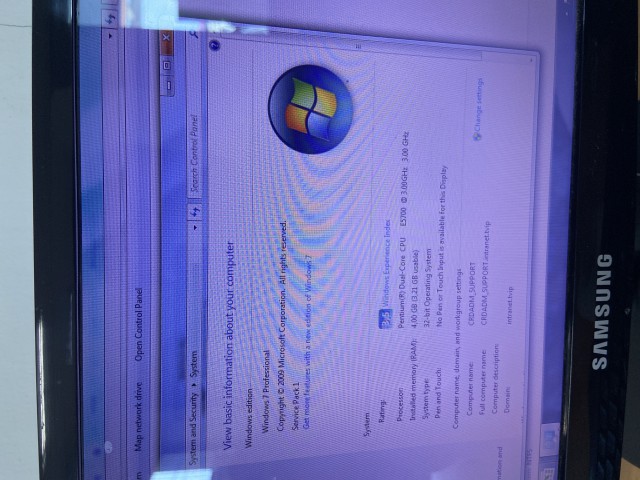 Map network drive Open Control Panel
System and Security ▸ System
Search Control Panel
View basic information about your computer
Windows edition
Windows 7 Professional
Copyright © 2009 Microsoft Corporation. All rights reserved.
Service Pack 1
Get more features with a new edition of Windows 7
System
Rating: 3,5 Windows Experience Index
Processor: Pentium(R) Dual-Core CPU E5700 @ 3.00GHz 3.00 GHz
Installed memory (RAM): 4,00 GB (3,21 GB usable)
System type: 32-bit Operating System
Pen and Touch: No Pen or Touch Input is available for this Display
Computer name, domain, and workgroup settings
Computer name: CRDADM_SUPPORT
Change settings
Full computer name: CRDADM_SUPPORT.intranet.tnp
Computer description:
Domain: intranet.tnp
SAMSUNG